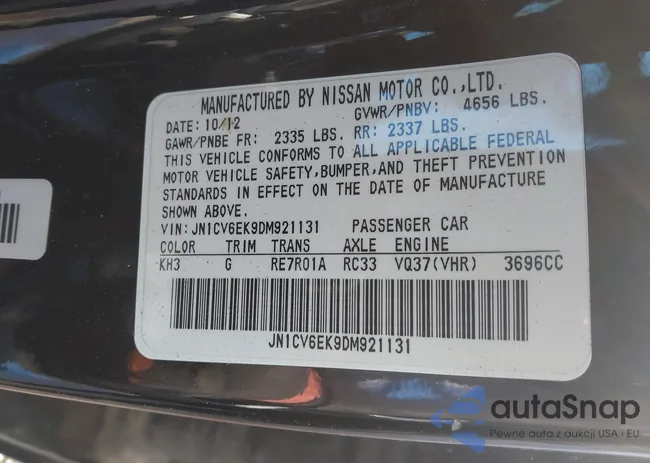 MANUFACTURED BY NISSAN MOTOR CO.,LTD.
DATE: 10/12 GVWR/PNBV: 4656 LBS.
GAWR/PNBE FR: 2335 LBS. RR: 2337 LBS.
THIS VEHICLE CONFORMS TO ALL APPLICABLE FEDERAL
MOTOR VEHICLE SAFETY,BUMPER,AND THEFT PREVENTION
STANDARDS IN EFFECT ON THE DATE OF MANUFACTURE
SHOWN ABOVE.
VIN:JN1CV6EK9DM921131 PASSENGER CAR
COLOR TRIM TRANS AXLE ENGINE
KH3 G RE7R01A RC33 VQ37(VHR) 3696CC
JN1CV6EK9DM921131
autaSnap
Pewne auta z aukcji USA i EU